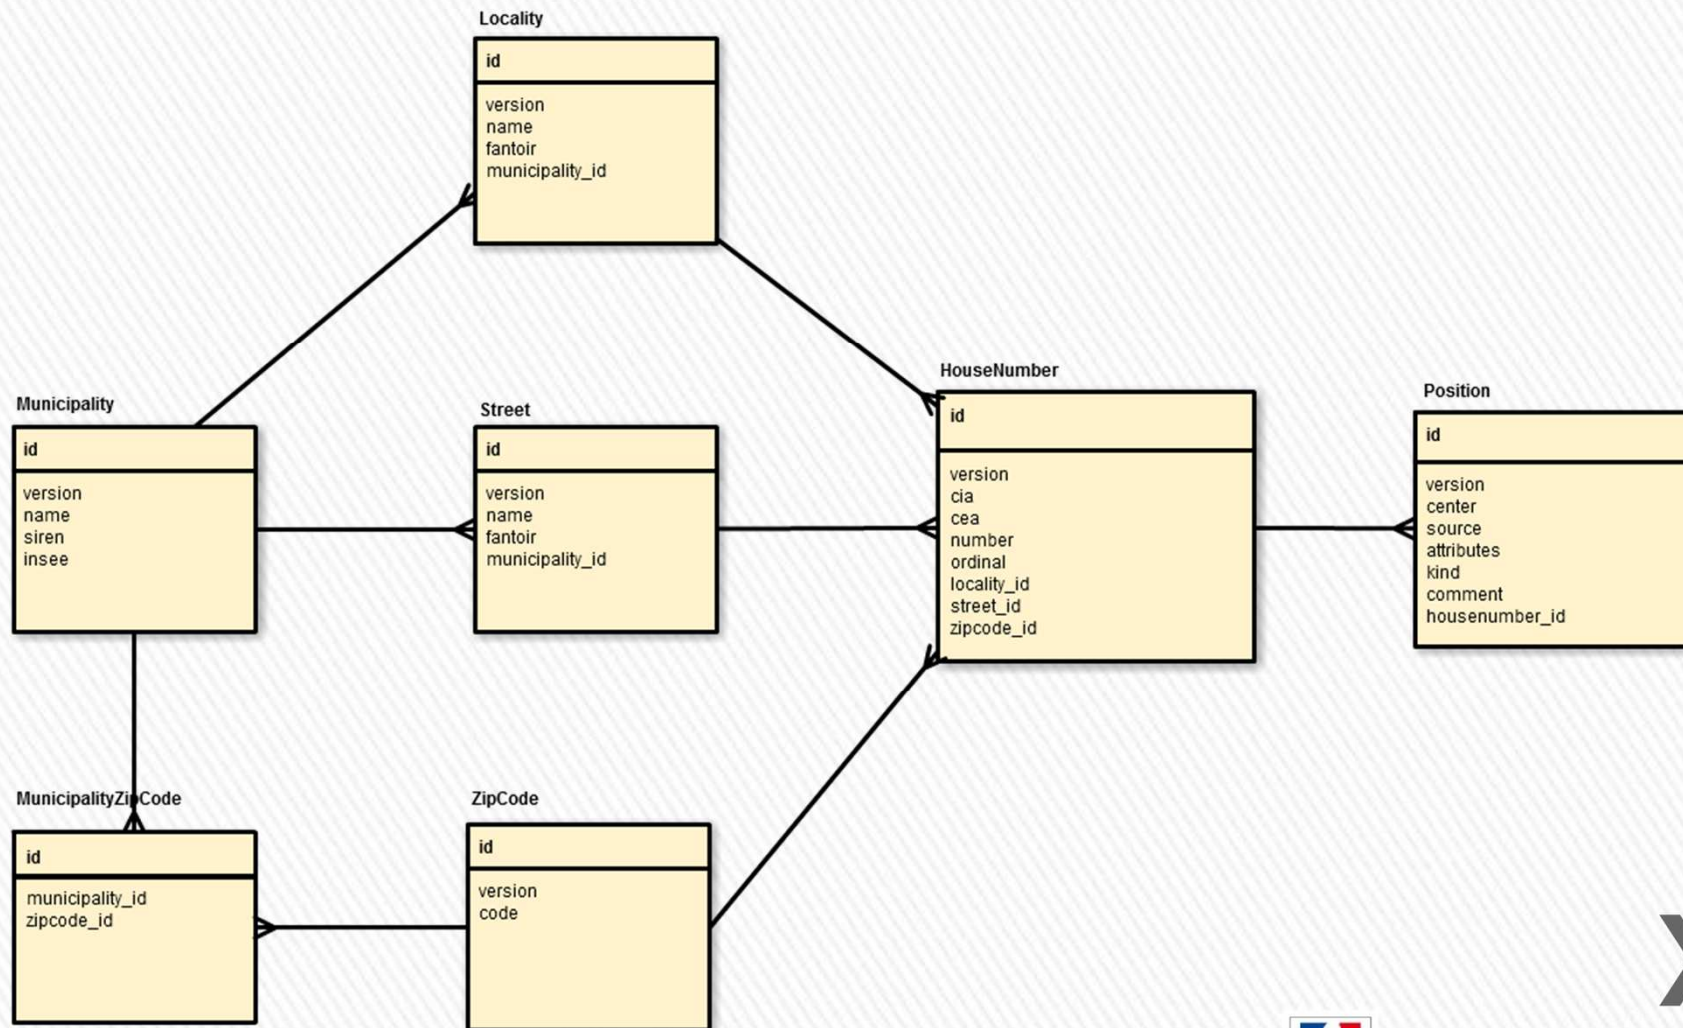 Locality
id
version
name
fantoir
municipality_id
Municipality
id
version
name
siren
insee
Street
id
version
name
fantoir
municipality_id
HouseNumber
id
version
cia
cea
number
ordinal
locality_id
street_id
zipcode_id
Position
id
version
center
source
attributes
kind
comment
housenumber_id
MunicipalityZipCode
id
municipality_id
zipcode_id
ZipCode
id
version
code